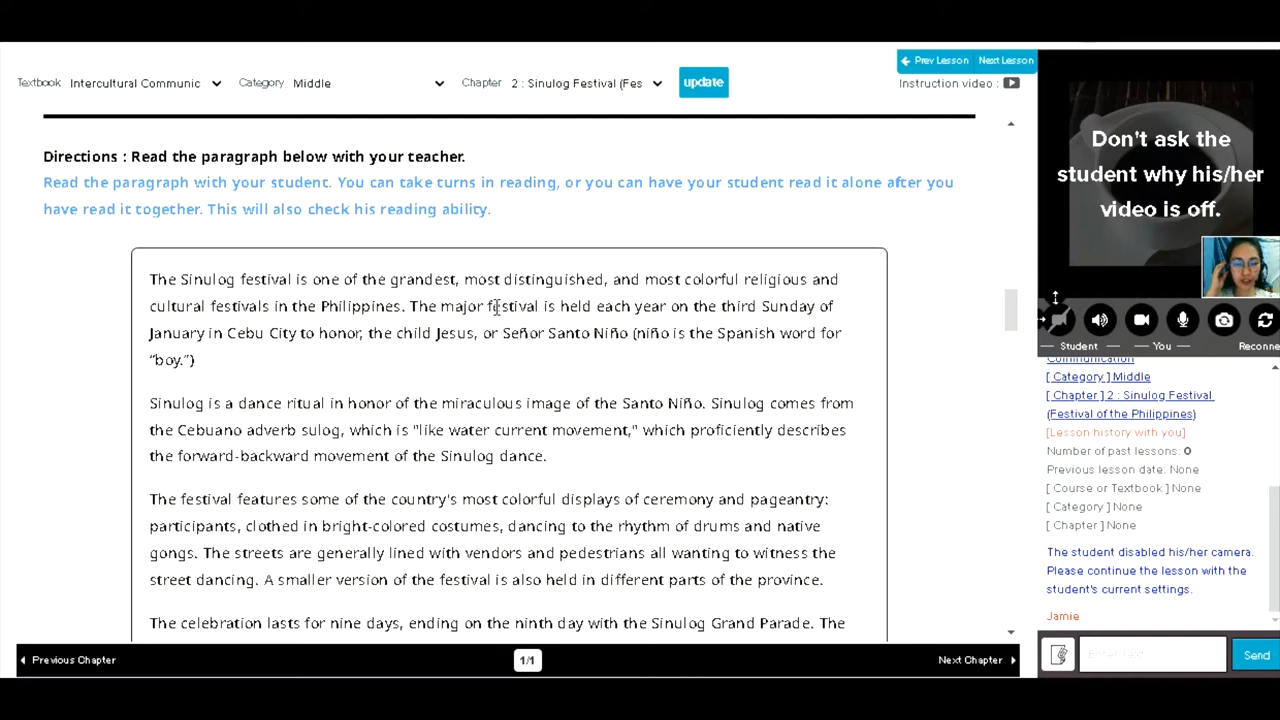 Prev Lesson Next Lesson
Textbook Intercultural Communic Category Middle Chapter 2 : Sinulog Festival (Fes update Instruction video :
Directions : Read the paragraph below with your teacher.
Read the paragraph with your student. You can take turns in reading, or you can have your student read it alone after you
have read it together. This will also check his reading ability.
The Sinulog festival is one of the grandest, most distinguished, and most colorful religious and
cultural festivals in the Philippines. The major festival is held each year on the third Sunday of
January in Cebu City to honor, the child Jesus, or Señor Santo Niño (niño is the Spanish word for
“boy.”)
Sinulog is a dance ritual in honor of the miraculous image of the Santo Niño. Sinulog comes from
the Cebuano adverb sulog, which is "like water current movement," which proficiently describes
the forward-backward movement of the Sinulog dance.
The festival features some of the country's most colorful displays of ceremony and pageantry:
participants, clothed in bright-colored costumes, dancing to the rhythm of drums and native
gongs. The streets are generally lined with vendors and pedestrians all wanting to witness the
street dancing. A smaller version of the festival is also held in different parts of the province.
The celebration lasts for nine days, ending on the ninth day with the Sinulog Grand Parade. The
Previous Chapter 1/1 Next Chapter
Don't ask the
student why his/her
video is off.
Student You Reconne
Communication
[ Category ] Middle
[ Chapter ] 2 : Sinulog Festival
(Festival of the Philippines)
[Lesson history with you]
Number of past lessons: 0
Previous lesson date: None
[ Course or Textbook ] None
[ Category ] None
[ Chapter ] None
The student disabled his/her camera.
Please continue the lesson with the
student's current settings.
Jamie
Enter Text Send